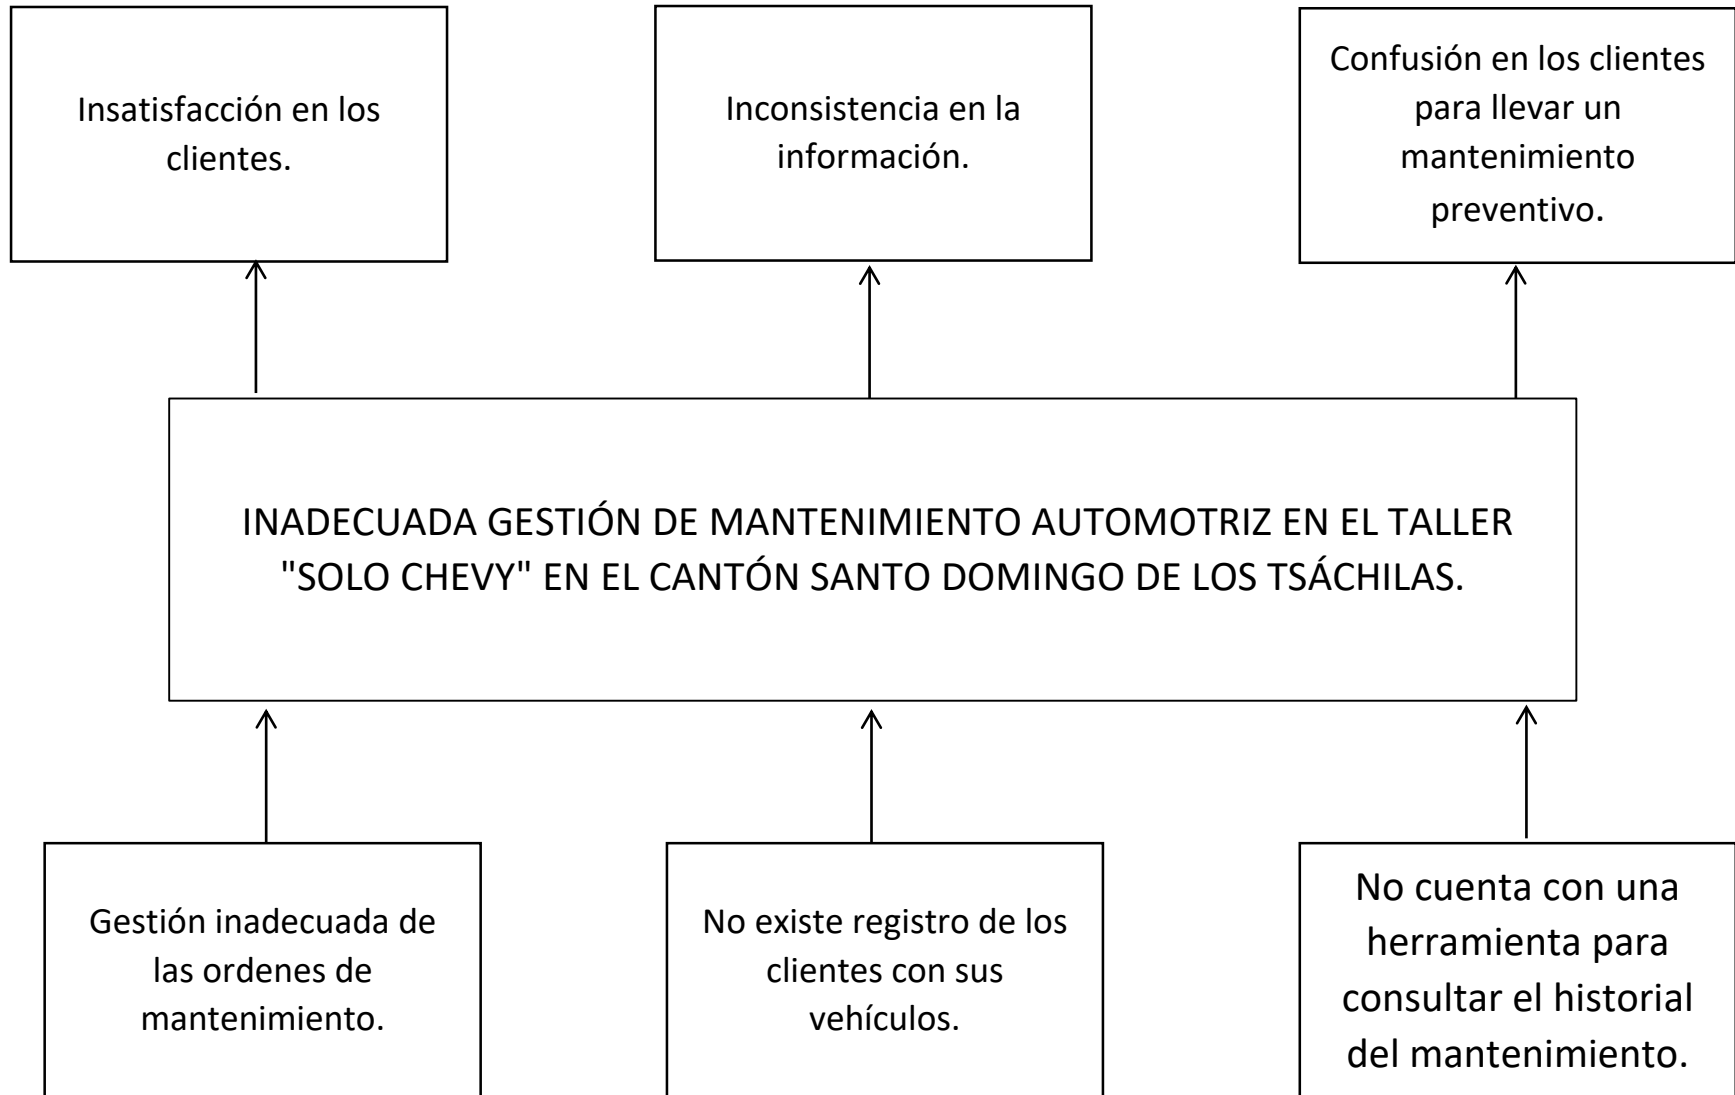 Insatisfacción en los
clientes.
Inconsistencia en la
información.
Confusión en los clientes
para llevar un
mantenimiento
preventivo.
INADECUADA GESTIÓN DE MANTENIMIENTO AUTOMOTRIZ EN EL TALLER
"SOLO CHEVY" EN EL CANTÓN SANTO DOMINGO DE LOS TSÁCHILAS.
Gestión inadecuada de
las ordenes de
mantenimiento.
No existe registro de los
clientes con sus
vehículos.
No cuenta con una
herramienta para
consultar el historial
del mantenimiento.